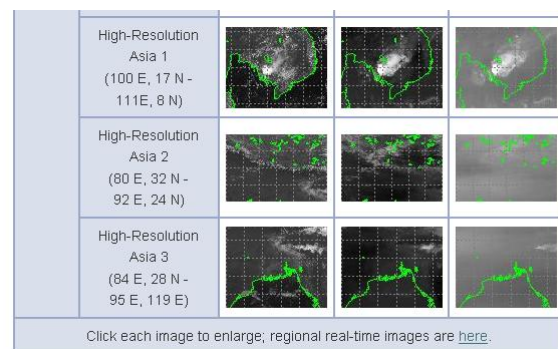 High-Resolution
Asia 1
(100 E, 17 N -
111E, 8 N)
High-Resolution
Asia 2
(80 E, 32 N -
92 E, 24 N)
High-Resolution
Asia 3
(84 E, 28 N -
95 E, 119 E)
Click each image to enlarge; regional real-time images are here.